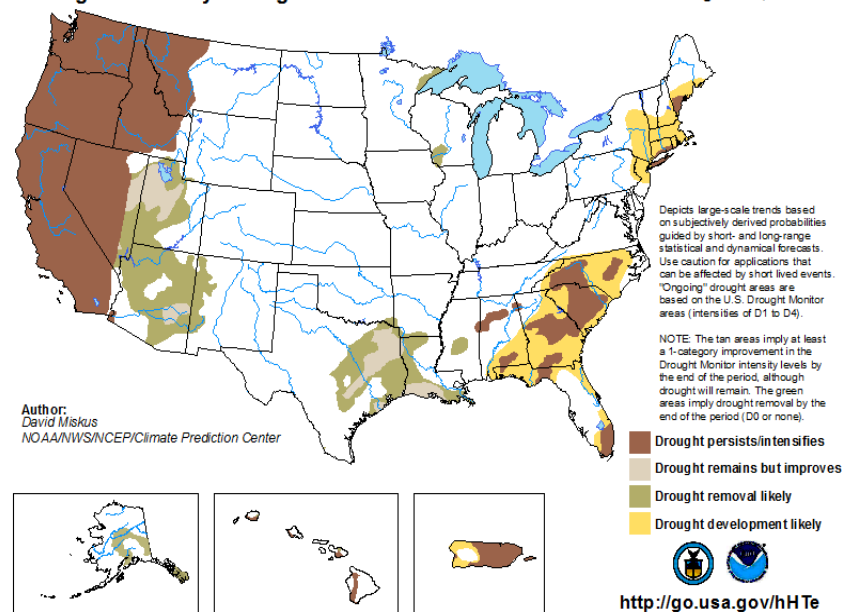 Depicts large-scale trends based
on subjectively derived probabilities
guided by short- and long-range
statistical and dynamical forecasts.
Use caution for applications that
can be affected by short lived events.
"Ongoing" drought areas are
based on the U.S. Drought Monitor
areas (intensities of D1 to D4).
NOTE: The tan areas imply at least
a 1-category improvement in the
Drought Monitor intensity levels by
the end of the period, although
drought will remain. The green
areas imply drought removal by the
end of the period (D0 or none).
Author:
David Miskus
NOAA/NWS/NCEP/Climate Prediction Center
Drought persists/intensifies
Drought remains but improves
Drought removal likely
Drought development likely
http://go.usa.gov/hHTe